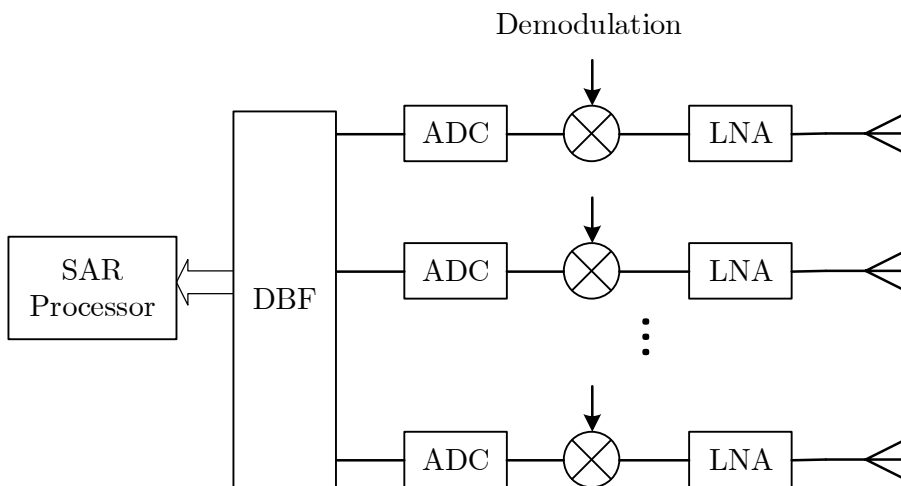 Demodulation
ADC
LNA
SAR
Processor
DBF
ADC
LNA
ADC
LNA